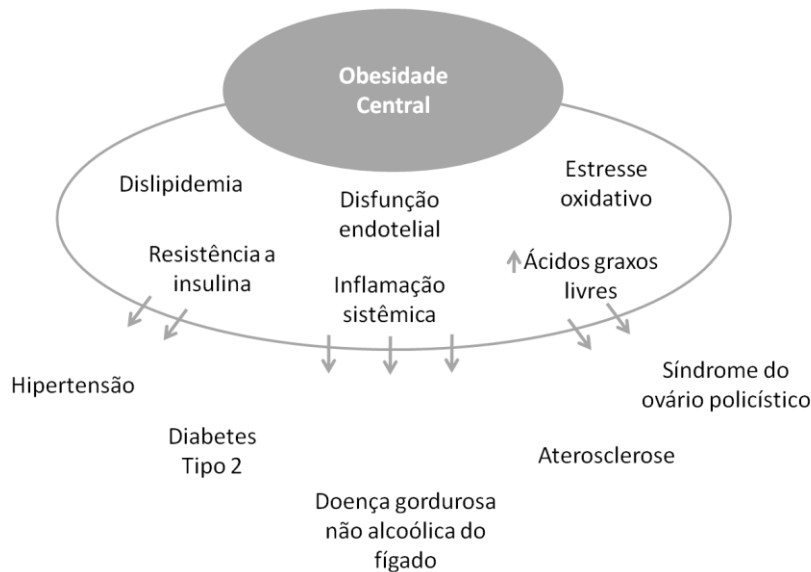 Obesidade
Central
Dislipidemia
Disfunção
endotelial
Estresse
oxidativo
Resistência a
insulina
Inflamação
sistêmica
Ácidos graxos
livres
Hipertensão
Diabetes
Tipo 2
Doença gordurosa
não alcoólica do
fígado
Aterosclerose
Síndrome do
ovário policístico